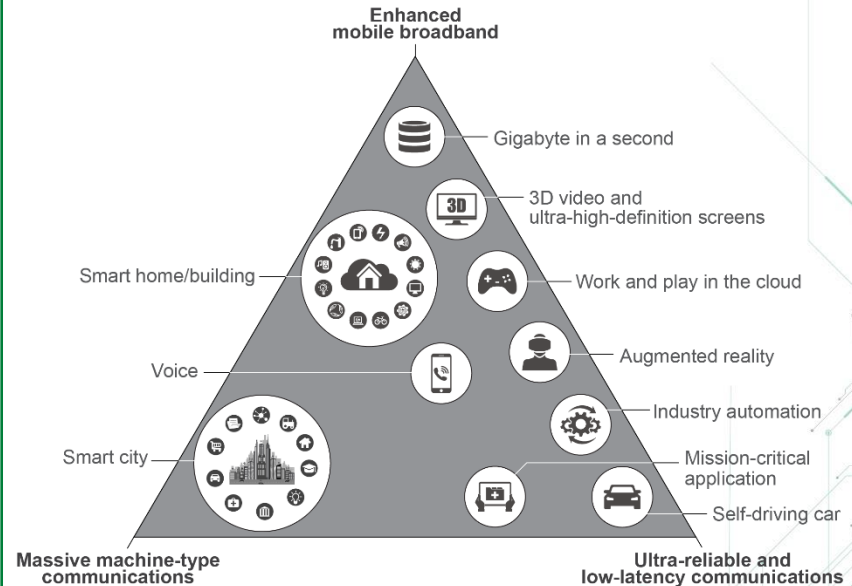 Enhanced
mobile broadband
Gigabyte in a second
3D
3D video and
ultra-high-definition screens
Smart home/building
Work and play in the cloud
Voice
Augmented reality
Industry automation
Smart city
Mission-critical
application
Self-driving car
Massive machine-type
communications
Ultra-reliable and
low-latency communications